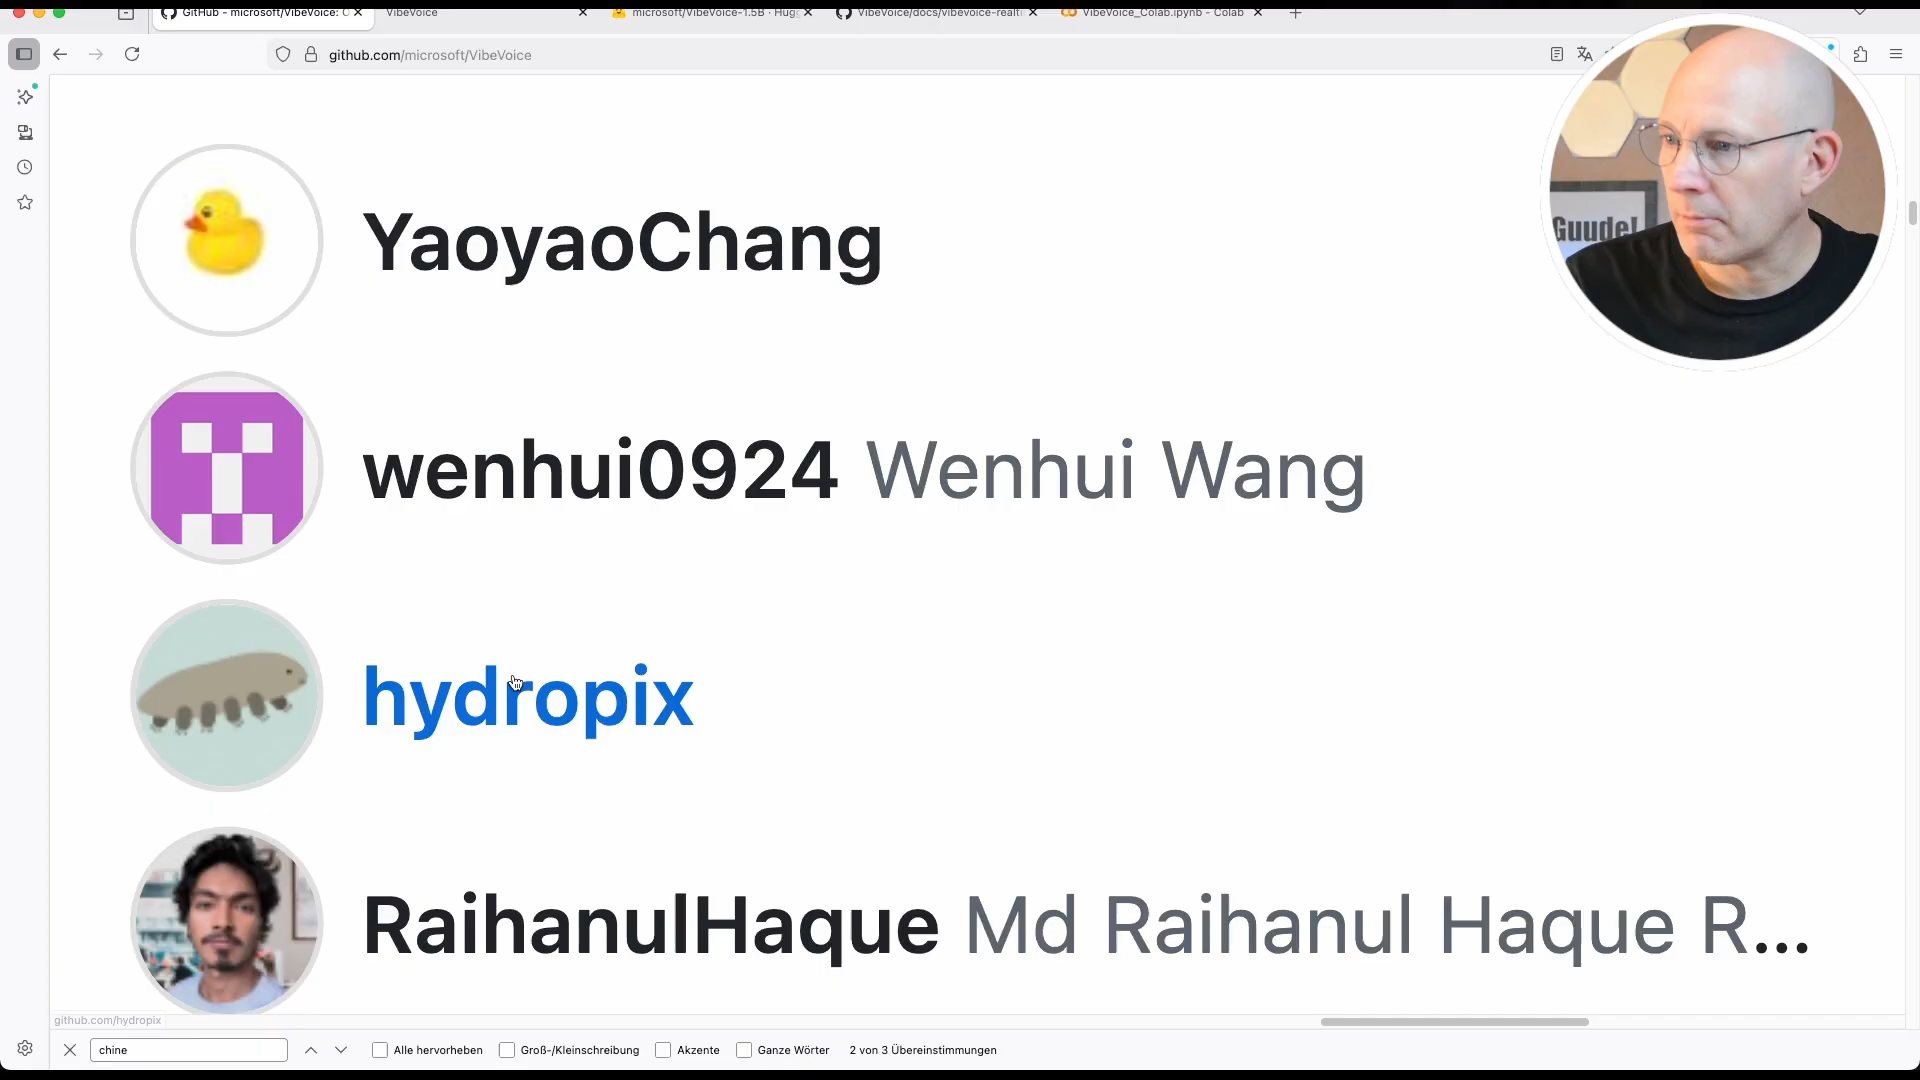 GitHub - microsoft/VibeVoice: O
VibeVoice
microsoft/VibeVoice-1.5B · Hugg
VibeVoice/docs/vibevoice-realti
VibeVoice_Colab.ipynb - Colab
github.com/microsoft/VibeVoice
Guude!
YaoyaoChang
wenhui0924 Wenhui Wang
hydropix
RaihanulHaque Md Raihanul Haque R...
github.com/hydropix
chine
Alle hervorheben
Groß-/Kleinschreibung
Akzente
Ganze Wörter
2 von 3 Übereinstimmungen